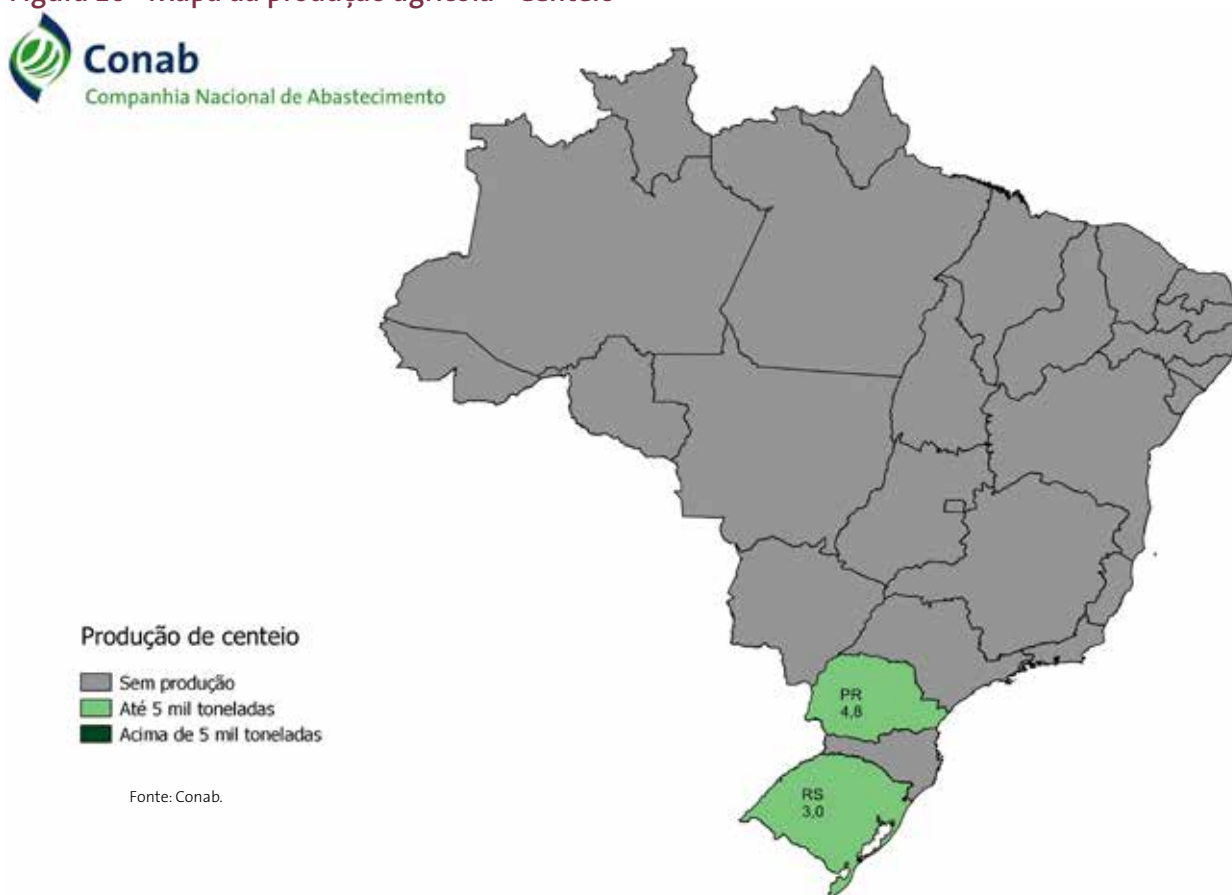 Conab
Companhia Nacional de Abastecimento
PR
4,8
RS
3,0
Produção de centeio
Sem produção
Até 5 mil toneladas
Acima de 5 mil toneladas
Fonte: Conab.